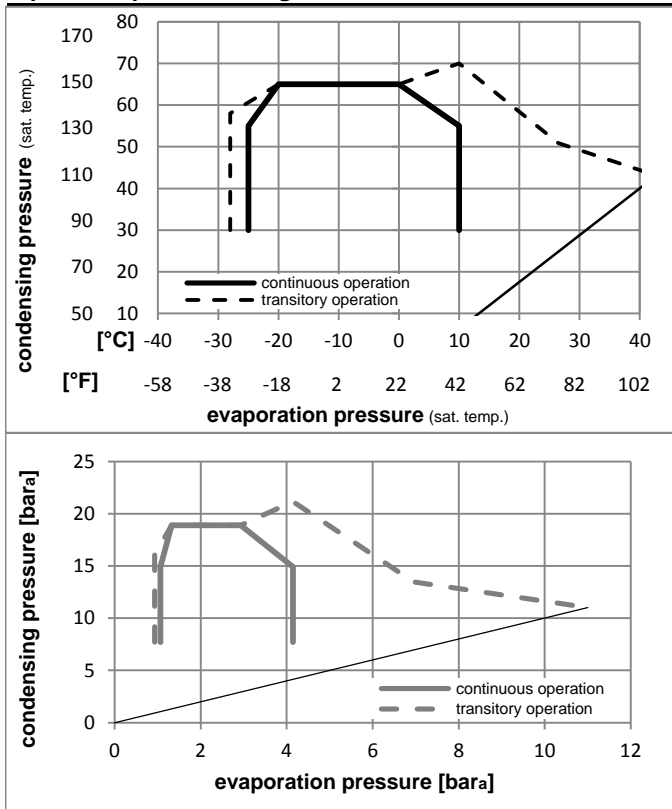 condensing pressure (sat. temp.)
170 80
150 70
60
130 50
110 40
90 30
70 20
50 10
continuous operation
transitory operation
[°C] -40 -30 -20 -10 0 10 20 30 40
[°F] -58 -38 -18 2 22 42 62 82 102
evaporation pressure (sat. temp.)
condensing pressure [bara]
25
20
15
10
5
0
continuous operation
transitory operation
0 2 4 6 8 10 12
evaporation pressure [bara]